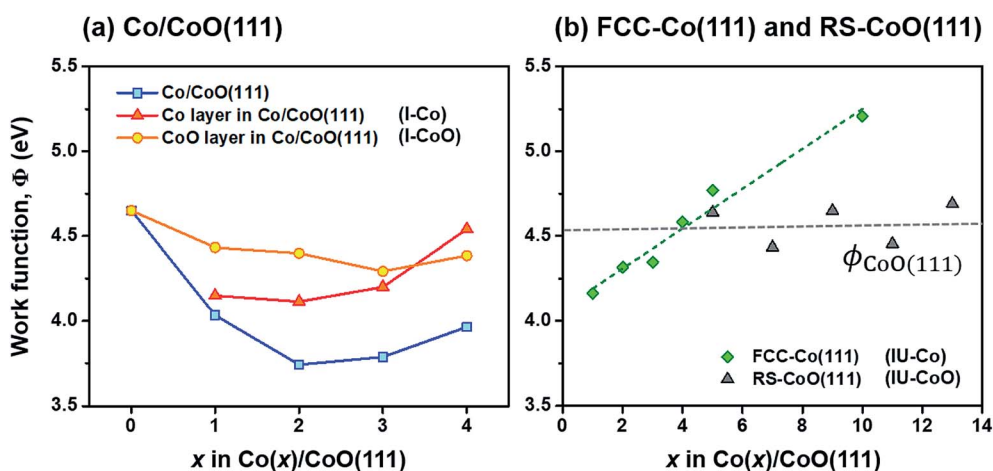 (a) Co/CoO(111)
5.5
5.0
4.5
4.0
3.5
Work function, Φ (eV)
Co/CoO(111)
Co layer in Co/CoO(111) (I-Co)
CoO layer in Co/CoO(111) (I-CoO)
0 1 2 3 4
x in Co(x)/CoO(111)
(b) FCC-Co(111) and RS-CoO(111)
5.5
5.0
4.5
4.0
3.5
ϕCoO(111)
FCC-Co(111) (IU-Co)
RS-CoO(111) (IU-CoO)
0 2 4 6 8 10 12 14
x in Co(x)/CoO(111)